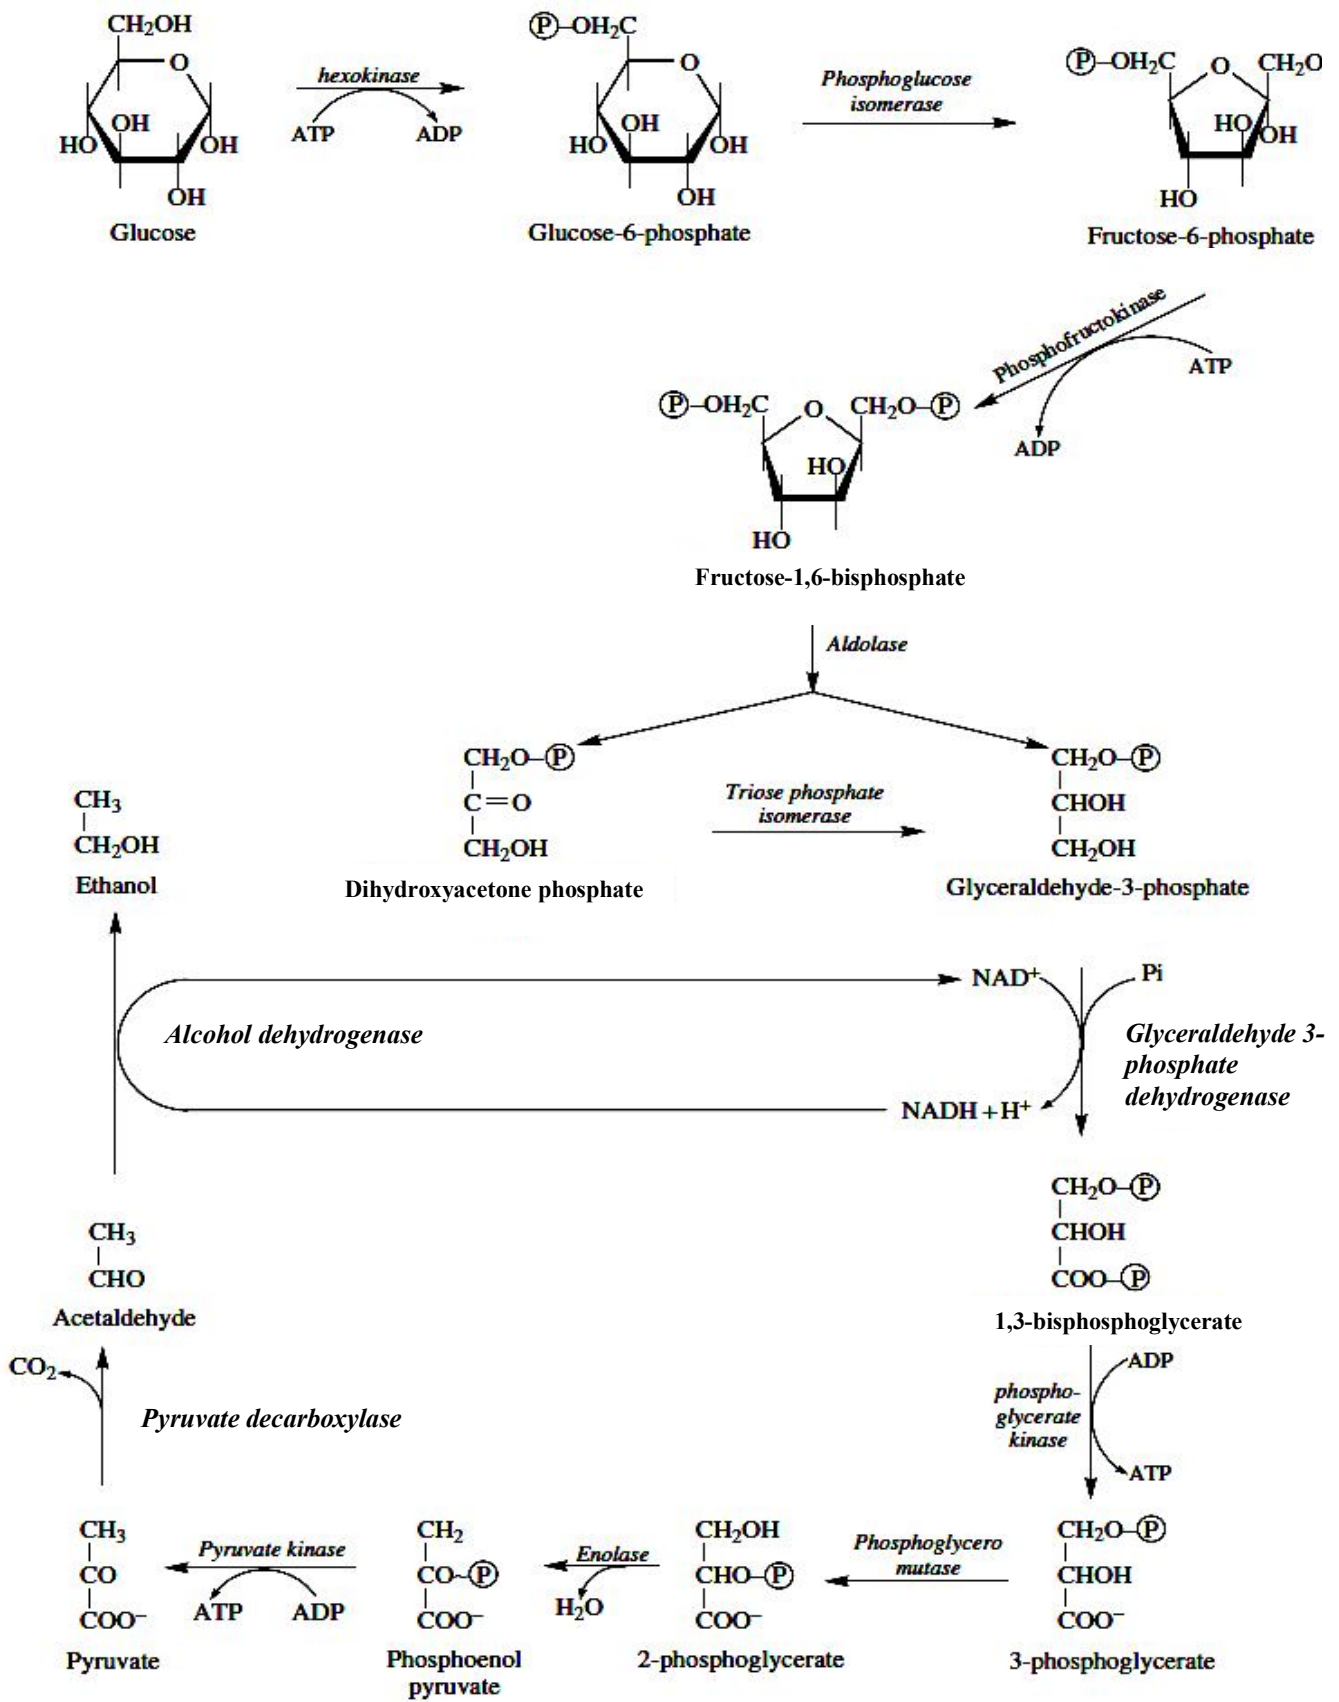 CH₂OH
O
OH
HO
OH
OH
Glucose
hexokinase
ATP
ADP
P–OH₂C
O
OH
HO
OH
OH
Glucose-6-phosphate
Phosphoglucose
isomerase
P–OH₂C
O
CH₂O
HO
OH
HO
Fructose-6-phosphate
Phosphofructokinase
ATP
ADP
P–OH₂C
O
CH₂O–P
HO
HO
Fructose-1,6-bisphosphate
Aldolase
CH₂O–P
C=O
CH₂OH
Dihydroxyacetone phosphate
Triose phosphate
isomerase
CH₂O–P
CHOH
CH₂OH
Glyceraldehyde-3-phosphate
CH₃
CH₂OH
Ethanol
NAD⁺
Pi
Alcohol dehydrogenase
Glyceraldehyde 3-
phosphate
dehydrogenase
NADH + H⁺
CH₂O–P
CHOH
COO–P
1,3-bisphosphoglycerate
CH₃
CHO
Acetaldehyde
CO₂
Pyruvate decarboxylase
ADP
phospho-
glycerate
kinase
ATP
CH₃
CO
COO⁻
Pyruvate
Pyruvate kinase
ATP
ADP
CH₂
CO~P
COO⁻
Phosphoenol
pyruvate
Enolase
H₂O
CH₂OH
CHO–P
COO⁻
2-phosphoglycerate
Phosphoglycero
mutase
CH₂O–P
CHOH
COO⁻
3-phosphoglycerate